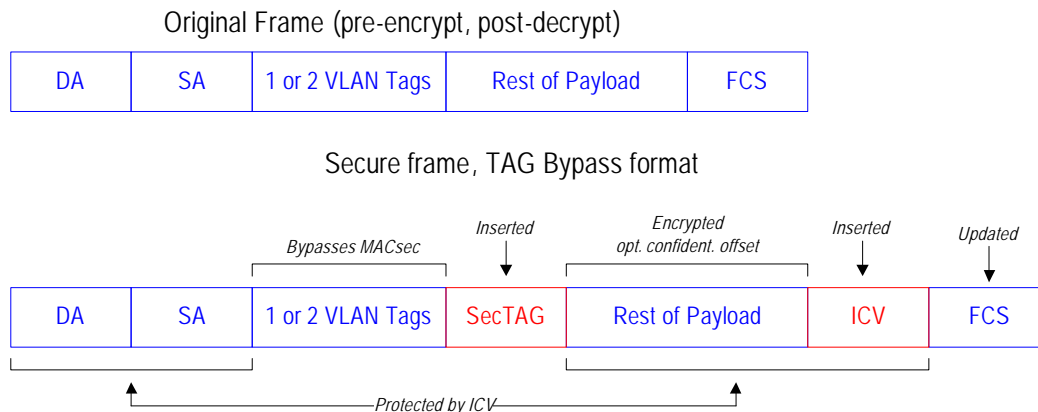 Original Frame (pre-encrypt, post-decrypt)
DA SA 1 or 2 VLAN Tags Rest of Payload FCS
Secure frame, TAG Bypass format
Bypasses MACsec
Inserted
Encrypted
opt. confident. offset
Inserted
Updated
DA SA 1 or 2 VLAN Tags SecTAG Rest of Payload ICV FCS
Protected by ICV